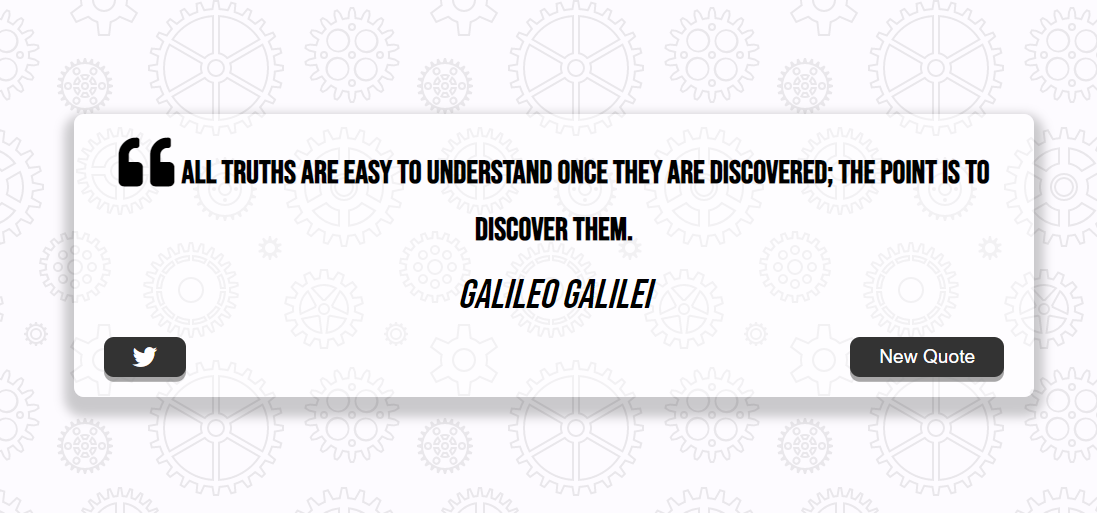 ALL TRUTHS ARE EASY TO UNDERSTAND ONCE THEY ARE DISCOVERED; THE POINT IS TO
DISCOVER THEM.
GALILEO GALILEI
New Quote